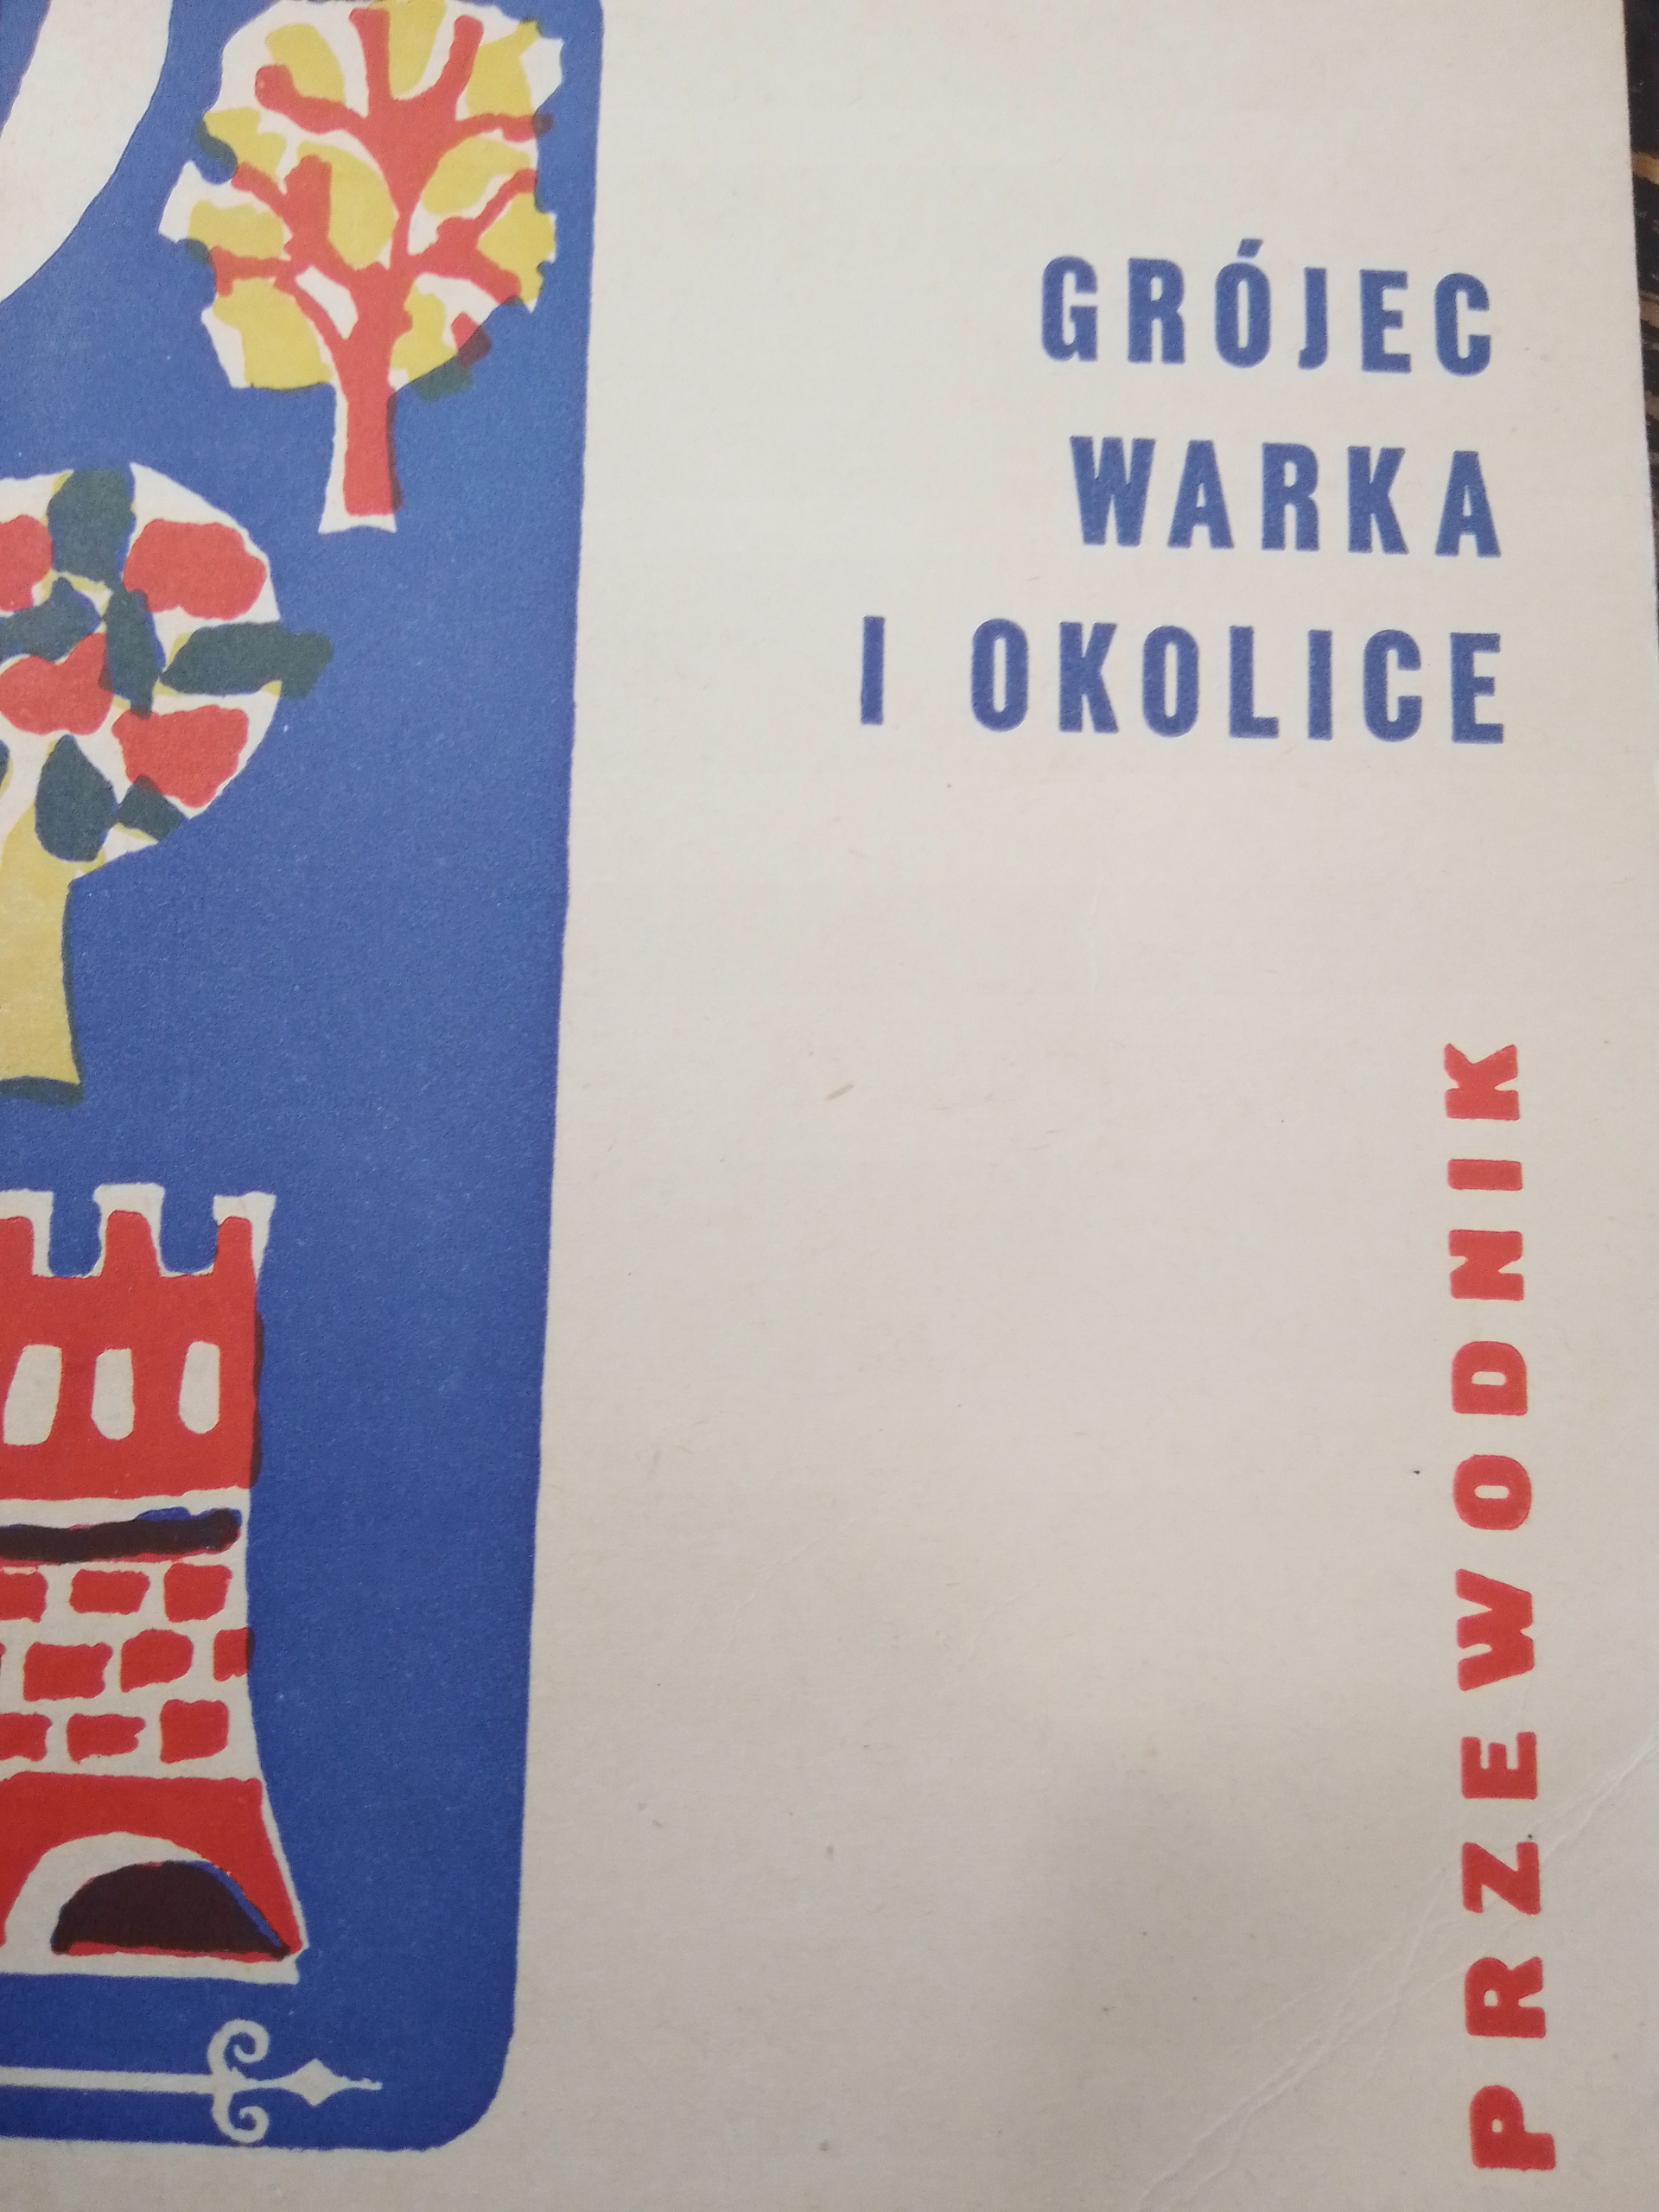 GRÓJEC
WARKA
I OKOLICE
PRZEWODNIK